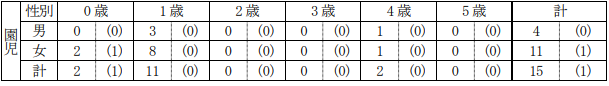 園児 性別 0歳 1歳 2歳 3歳 4歳 5歳 計
男 0 (0) 3 (0) 0 (0) 0 (0) 1 (0) 0 (0) 4 (0)
女 2 (1) 8 (0) 0 (0) 0 (0) 1 (0) 0 (0) 11 (1)
計 2 (1) 11 (0) 0 (0) 0 (0) 2 (0) 0 (0) 15 (1)